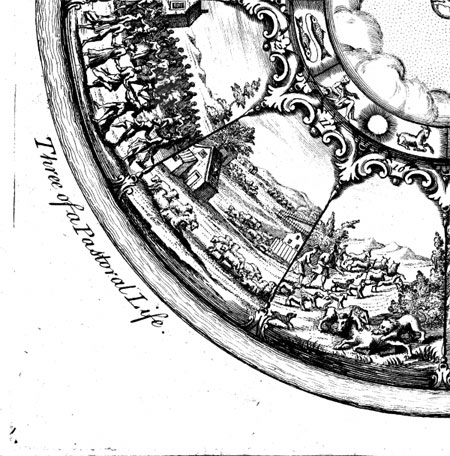 Three of a Pastoral Life.